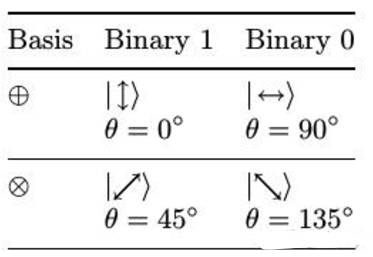 Basis Binary 1 Binary 0
⊕ |↕⟩ |↔⟩
θ = 0° θ = 90°
⊗ |⤢⟩ |⤡⟩
θ = 45° θ = 135°